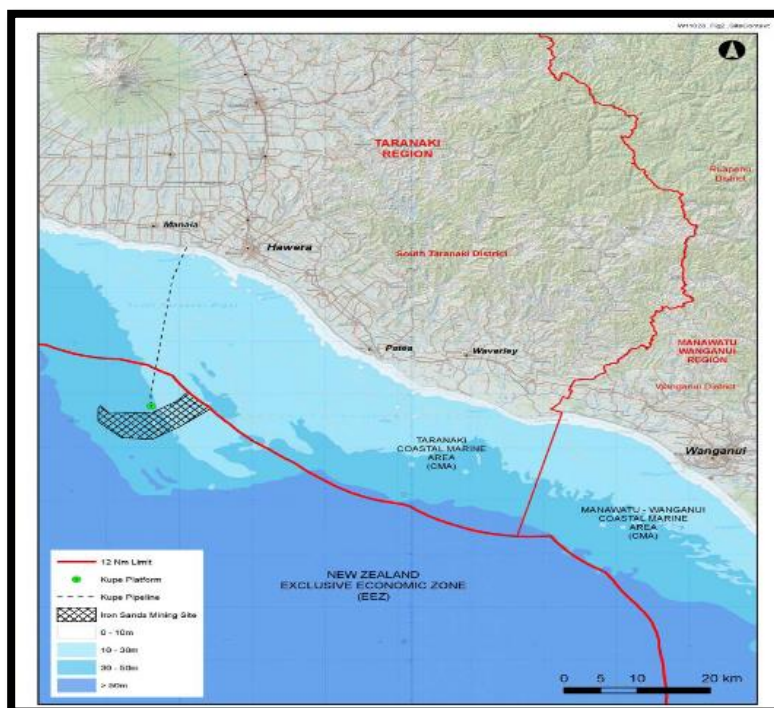 TARANAKI
REGION
Ruapehu
District
Manaia
Hawera
South Taranaki District
Patea
Waverley
MANAWATU
WANGANUI
REGION
Wanganui District
Wanganui
TARANAKI
COASTAL MARINE
AREA
(CMA)
MANAWATU - WANGANUI
COASTAL MARINE
AREA
(CMA)
NEW ZEALAND
EXCLUSIVE ECONOMIC ZONE
(EEZ)
12 Nm Limit
Kupe Platform
Kupe Pipeline
Iron Sands Mining Site
0 - 10m
10 - 30m
30 - 50m
> 50m
0 5 10 20 km